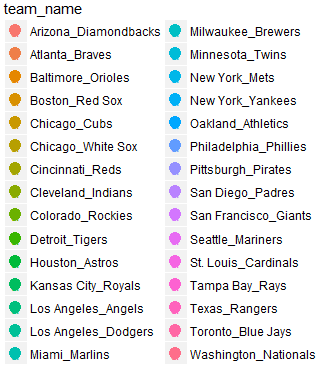 team_name
Arizona_Diamondbacks
Atlanta_Braves
Baltimore_Orioles
Boston_Red Sox
Chicago_Cubs
Chicago_White Sox
Cincinnati_Reds
Cleveland_Indians
Colorado_Rockies
Detroit_Tigers
Houston_Astros
Kansas City_Royals
Los Angeles_Angels
Los Angeles_Dodgers
Miami_Marlins
Milwaukee_Brewers
Minnesota_Twins
New York_Mets
New York_Yankees
Oakland_Athletics
Philadelphia_Phillies
Pittsburgh_Pirates
San Diego_Padres
San Francisco_Giants
Seattle_Mariners
St. Louis_Cardinals
Tampa Bay_Rays
Texas_Rangers
Toronto_Blue Jays
Washington_Nationals